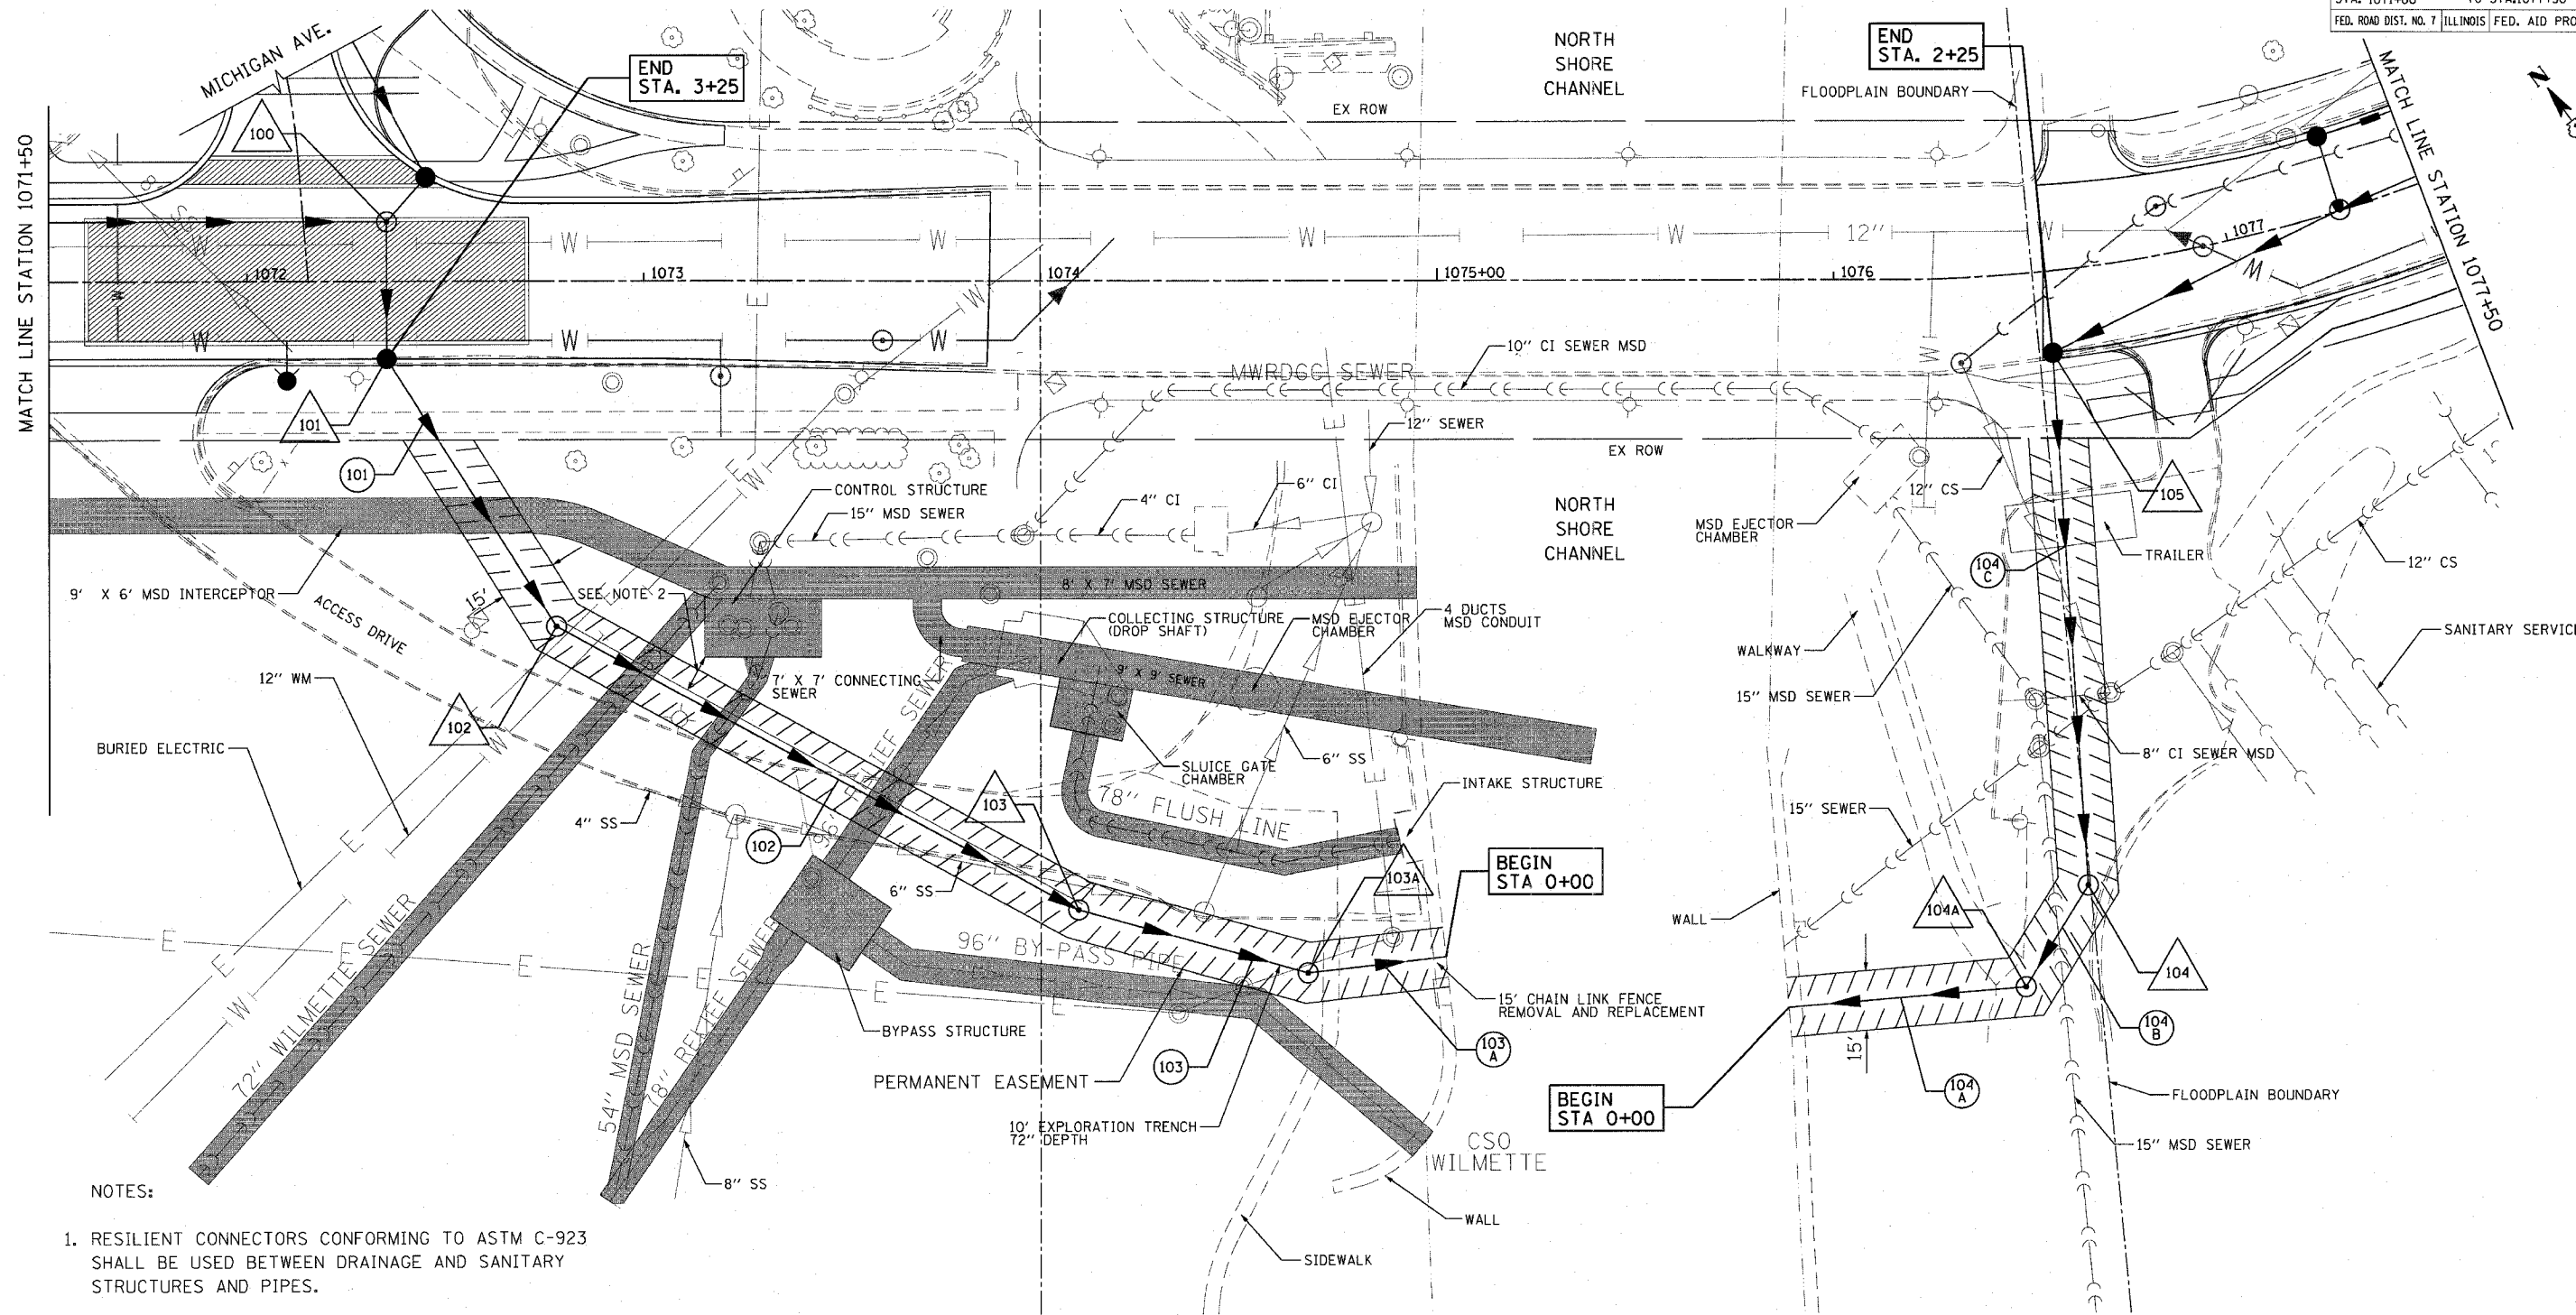 FED. ROAD DIST. NO. 7 ILLINOIS FED. AID PRO
MICHIGAN AVE.
END
STA. 3+25
NORTH
SHORE
CHANNEL
END
STA. 2+25
FLOODPLAIN BOUNDARY
EX ROW
N
MATCH LINE STATION 1071+50
MATCH LINE STATION 1077+50
100
W
W
W
W
W
12"
W
1072
1073
1074
1075+00
1076
1077
W
W
W
W
W
W
E
10" CI SEWER MSD
MWRDGC SEWER
12" SEWER
EX ROW
101
101
CONTROL STRUCTURE
15" MSD SEWER
4" CI
6" CI
NORTH
SHORE
CHANNEL
MSD EJECTOR
CHAMBER
12" CS
105
TRAILER
12" CS
104
C
9' X 6' MSD INTERCEPTOR
ACCESS DRIVE
15'
SEE NOTE 2
8' X 7' MSD SEWER
COLLECTING STRUCTURE
(DROP SHAFT)
MSD EJECTOR
CHAMBER
4 DUCTS
MSD CONDUIT
SANITARY SERVICE
WALKWAY
12" WM
7' X 7' CONNECTING
SEWER
9' X 9' SEWER
15" MSD SEWER
102
BURIED ELECTRIC
6" SS
SLUICE GATE
CHAMBER
8" CI SEWER MSD
INTAKE STRUCTURE
103
78" FLUSH LINE
15" SEWER
4" SS
102
96" RELIEF SEWER
BEGIN
STA 0+00
103A
6" SS
WALL
104A
104
E
E
E
E
E
W
72" WILMETTE SEWER
54" MSD SEWER
78" RELIEF SEWER
96" BY-PASS PIPE
15' CHAIN LINK FENCE
REMOVAL AND REPLACEMENT
BYPASS STRUCTURE
103
A
103
PERMANENT EASEMENT
15'
104
B
104
A
BEGIN
STA 0+00
FLOODPLAIN BOUNDARY
10' EXPLORATION TRENCH
72" DEPTH
CSO
WILMETTE
15" MSD SEWER
8" SS
WALL
SIDEWALK
NOTES:
1. RESILIENT CONNECTORS CONFORMING TO ASTM C-923
SHALL BE USED BETWEEN DRAINAGE AND SANITARY
STRUCTURES AND PIPES.